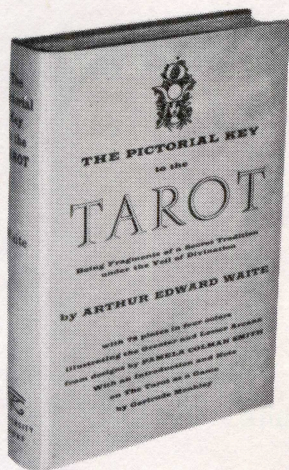 THE PICTORIAL KEY
to the
TAROT
Being Fragments of a Secret Tradition
under the Veil of Divination
by ARTHUR EDWARD WAITE
with 78 plates in four colors
illustrating the Greater and Lesser Arcana
from designs by PAMELA COLMAN SMITH
With an Introduction and Note
on The Tarot as a Game
by Gertrude Moakley
The
the
Waite